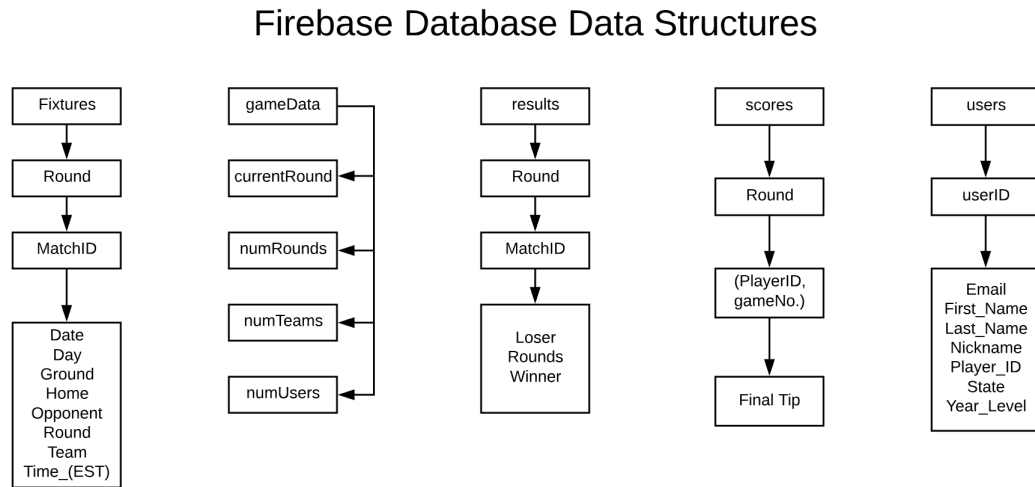 Firebase Database Data Structures
Fixtures
Round
MatchID
Date
Day
Ground
Home
Opponent
Round
Team
Time_(EST)
gameData
currentRound
numRounds
numTeams
numUsers
results
Round
MatchID
Loser
Rounds
Winner
scores
Round
(PlayerID,
gameNo.)
Final Tip
users
userID
Email
First_Name
Last_Name
Nickname
Player_ID
State
Year_Level